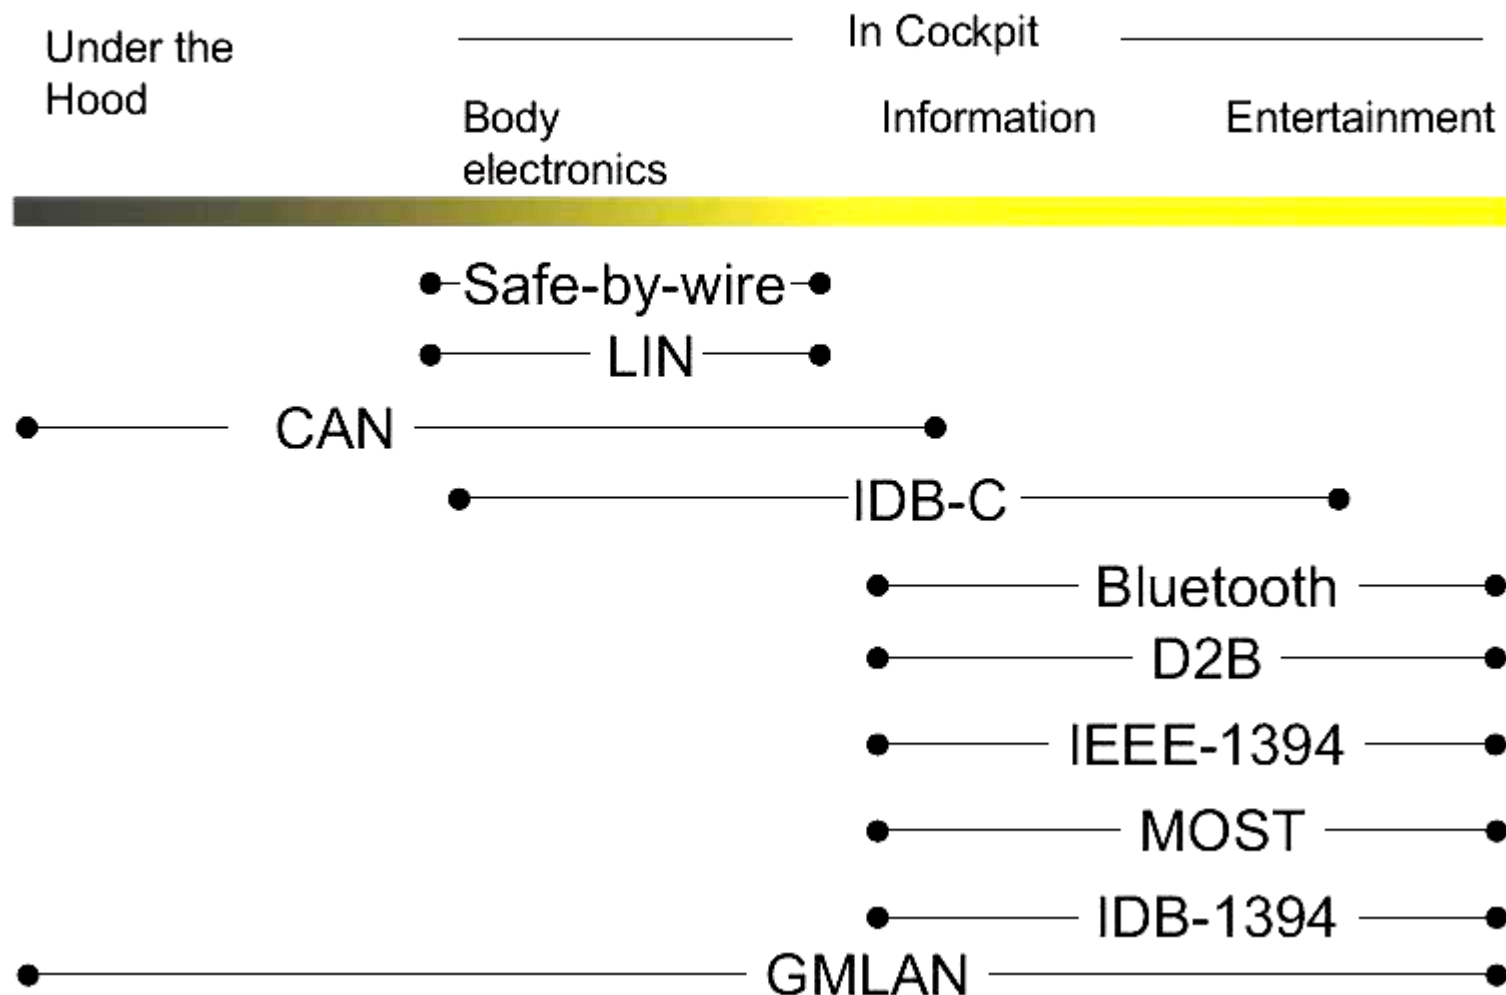 Under the
Hood
In Cockpit
Body
electronics
Information
Entertainment
Safe-by-wire
LIN
CAN
IDB-C
Bluetooth
D2B
IEEE-1394
MOST
IDB-1394
GMLAN